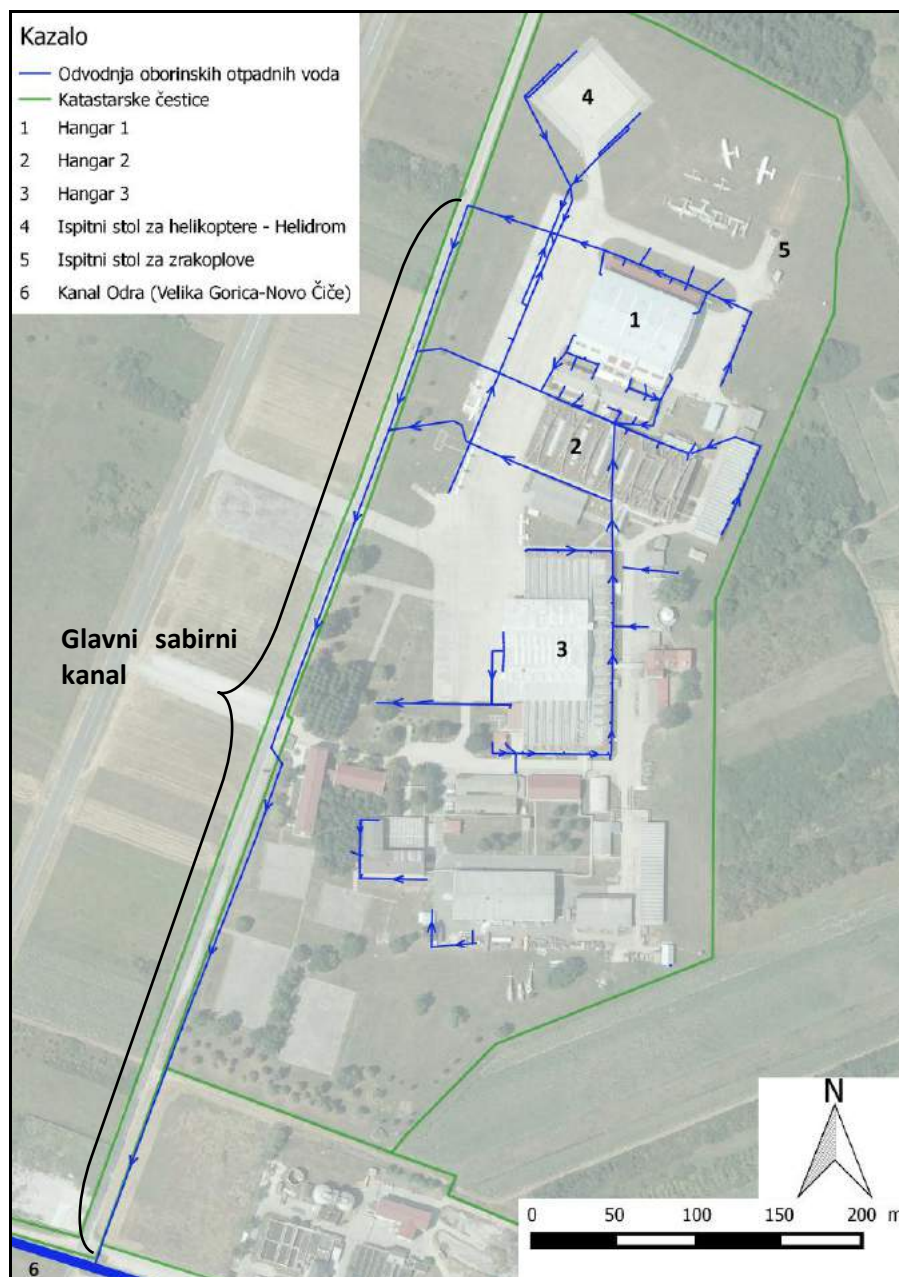 Kazalo
Odvodnja oborinskih otpadnih voda
Katastarske čestice
1 Hangar 1
2 Hangar 2
3 Hangar 3
4 Ispitni stol za helikoptere - Helidrom
5 Ispitni stol za zrakoplove
6 Kanal Odra (Velika Gorica-Novo Čiče)
4
5
1
2
Glavni sabirni
kanal
3
N
0 50 100 150 200 m
6